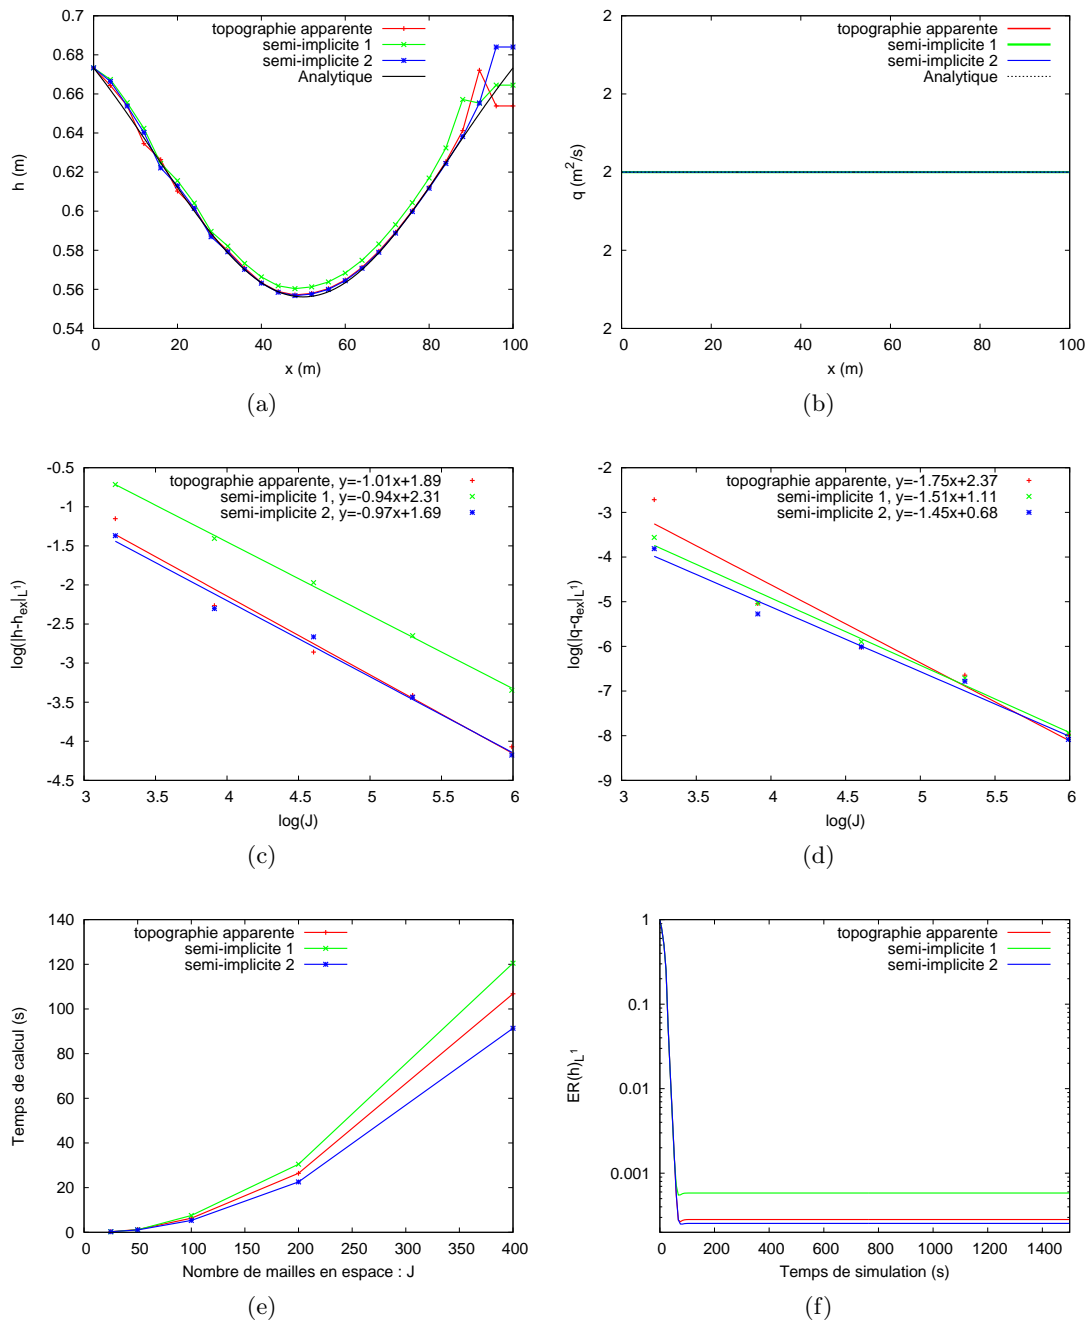 0.7
0.68
0.66
0.64
0.62
0.6
0.58
0.56
0.54
h (m)
topographie apparente
semi-implicite 1
semi-implicite 2
Analytique
0 20 40 60 80 100
x (m)
(a)
2
2
2
2
2
q (m²/s)
topographie apparente
semi-implicite 1
semi-implicite 2
Analytique
0 20 40 60 80 100
x (m)
(b)
-0.5
-1
-1.5
-2
-2.5
-3
-3.5
-4
-4.5
log(|h-h_ex|_L¹)
topographie apparente, y=-1.01x+1.89
semi-implicite 1, y=-0.94x+2.31
semi-implicite 2, y=-0.97x+1.69
3 3.5 4 4.5 5 5.5 6
log(J)
(c)
-2
-3
-4
-5
-6
-7
-8
-9
log(|q-q_ex|_L¹)
topographie apparente, y=-1.75x+2.37
semi-implicite 1, y=-1.51x+1.11
semi-implicite 2, y=-1.45x+0.68
3 3.5 4 4.5 5 5.5 6
log(J)
(d)
140
120
100
80
60
40
20
0
Temps de calcul (s)
topographie apparente
semi-implicite 1
semi-implicite 2
0 50 100 150 200 250 300 350 400
Nombre de mailles en espace : J
(e)
1
0.1
0.01
0.001
ER(h)_L¹
topographie apparente
semi-implicite 1
semi-implicite 2
0 200 400 600 800 1000 1200 1400
Temps de simulation (s)
(f)